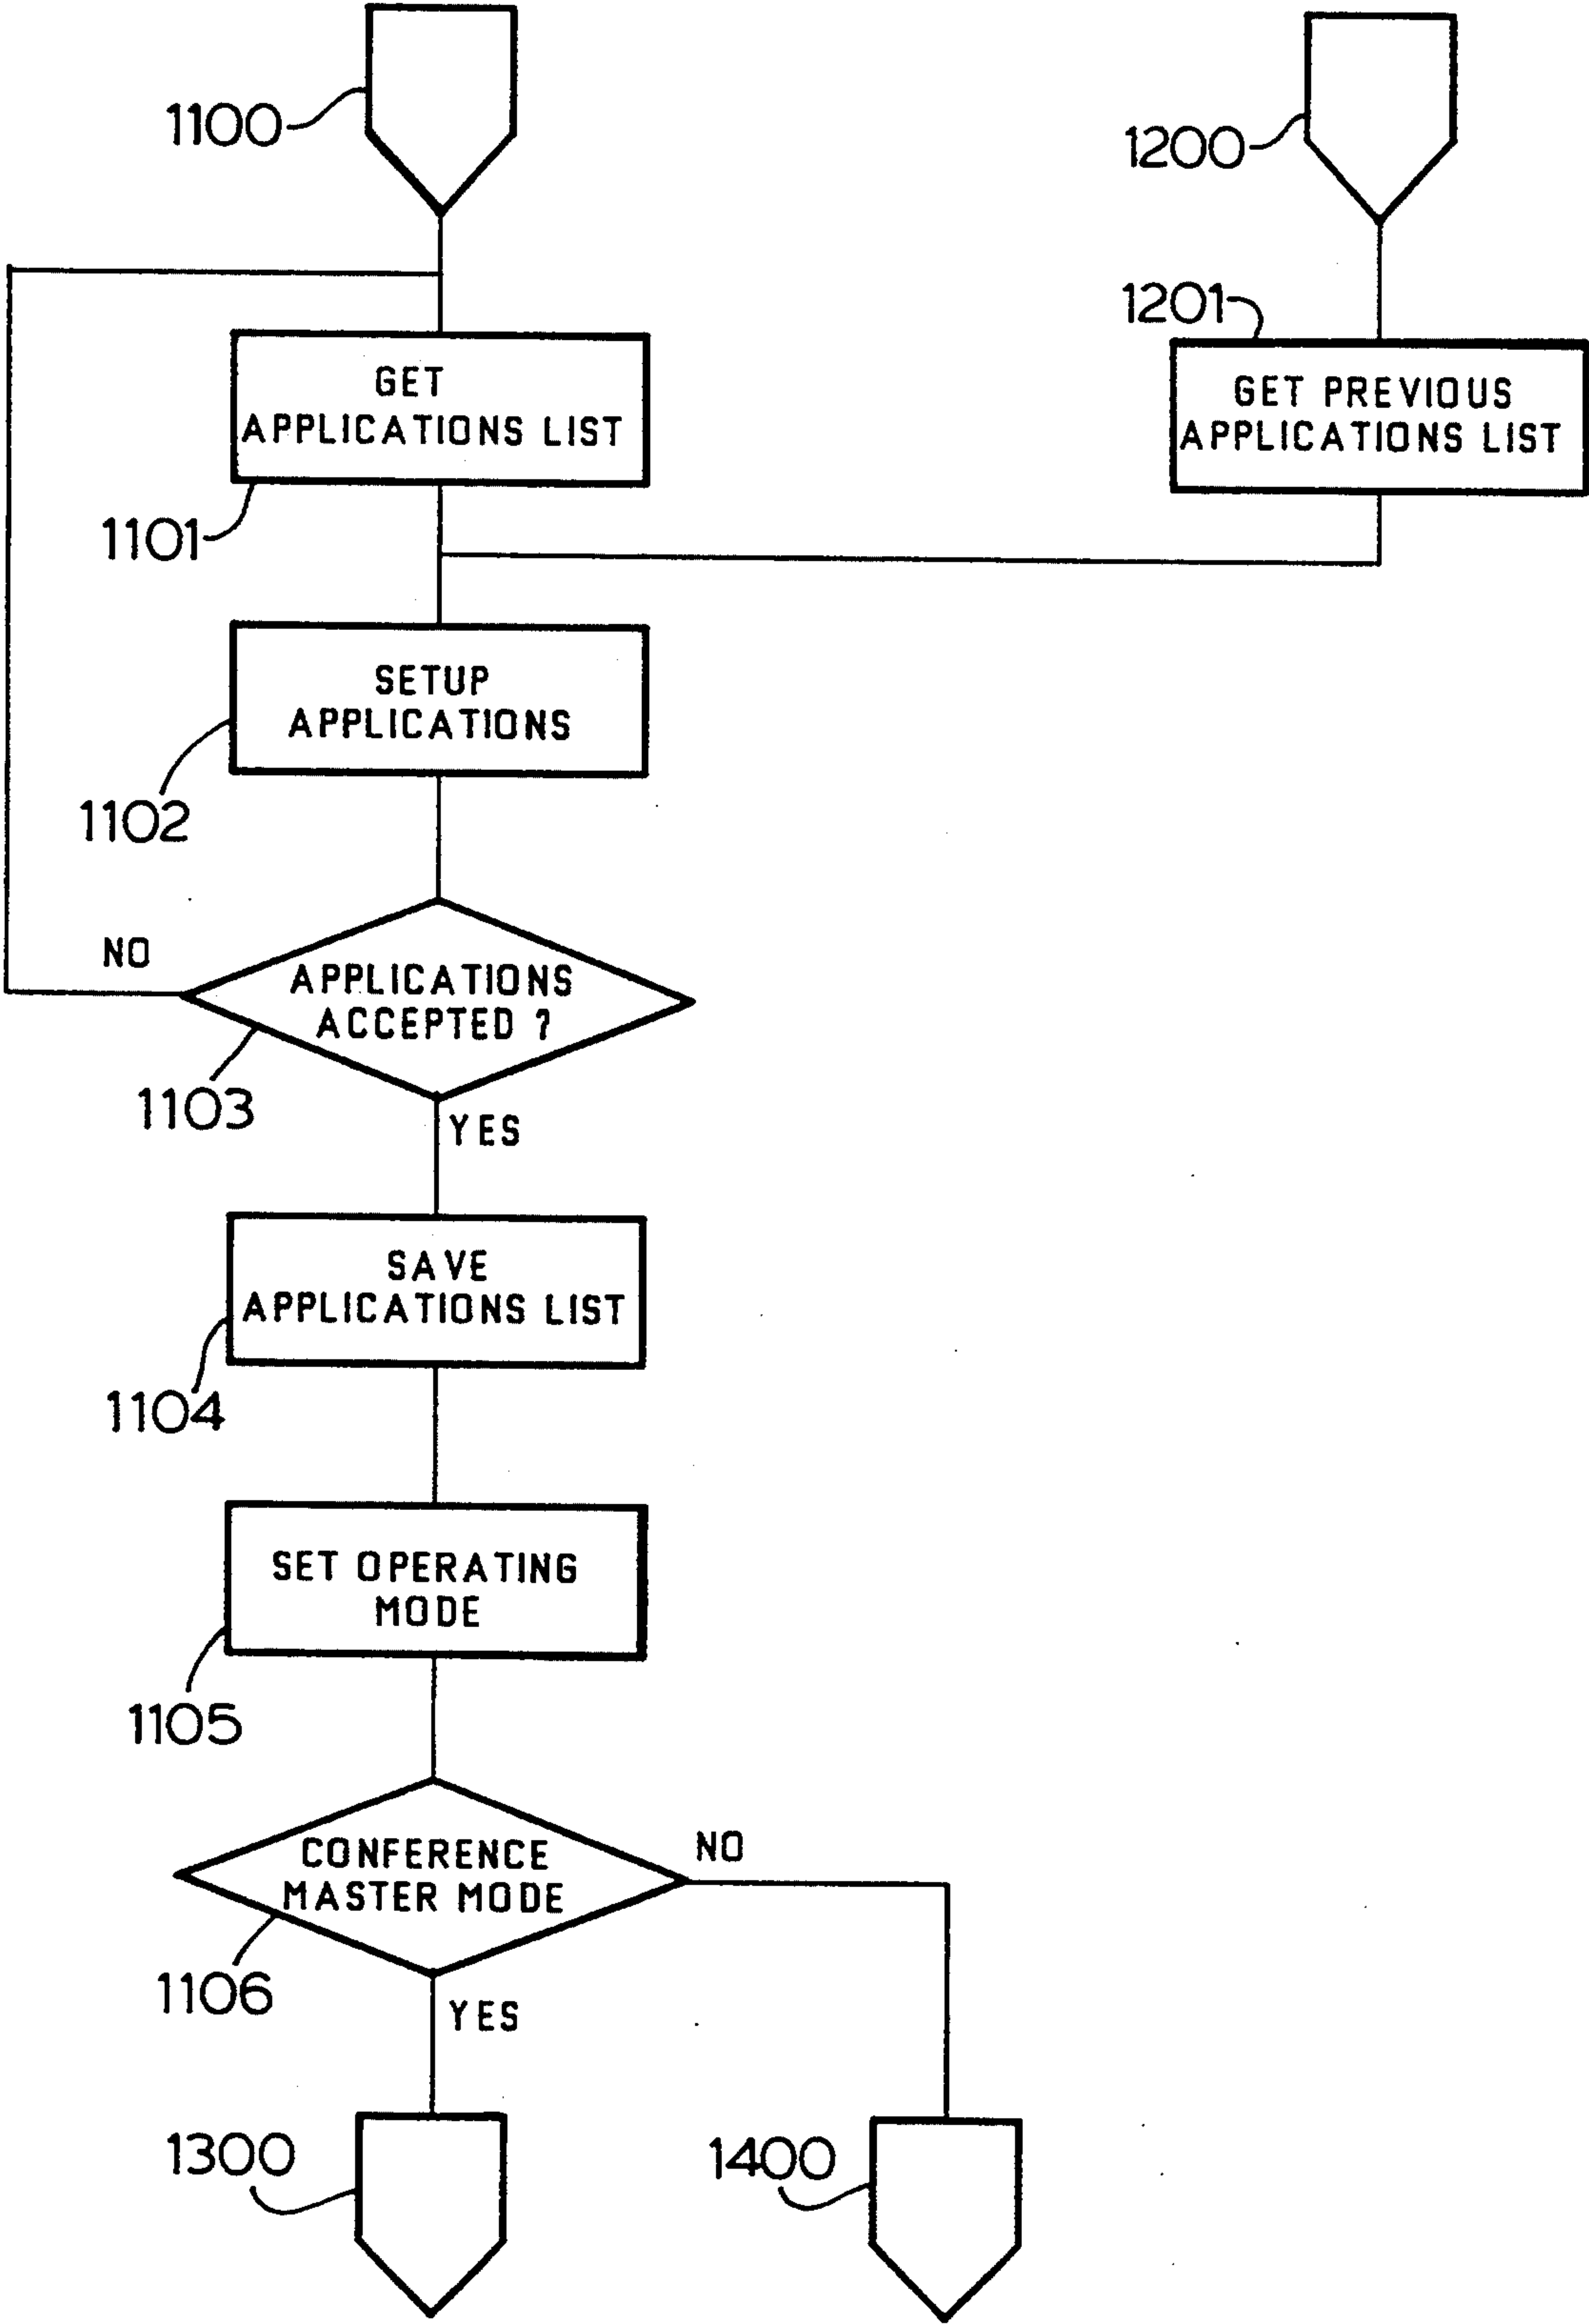 1100
1200
1201
GET
APPLICATIONS LIST
GET PREVIOUS
APPLICATIONS LIST
1101
SETUP
APPLICATIONS
1102
NO
APPLICATIONS
ACCEPTED ?
1103
YES
SAVE
APPLICATIONS LIST
1104
SET OPERATING
MODE
1105
CONFERENCE
MASTER MODE
NO
1106
YES
1300
1400